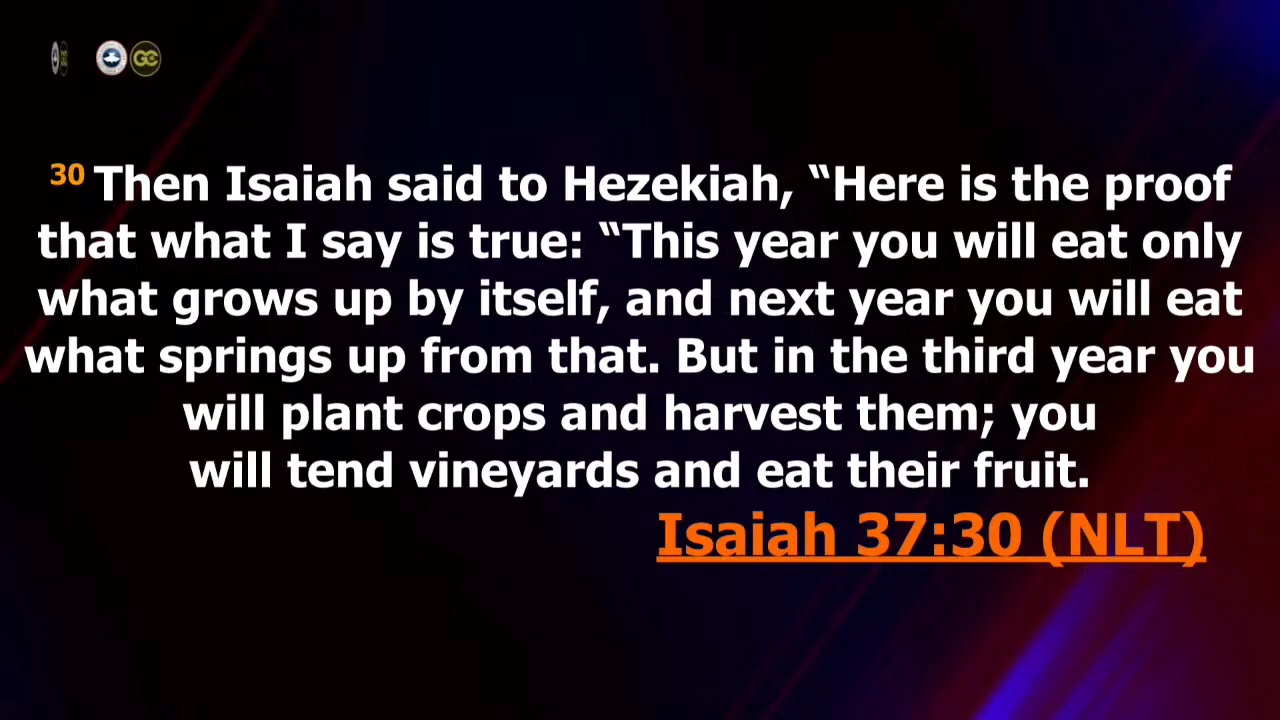 30 Then Isaiah said to Hezekiah, “Here is the proof
that what I say is true: “This year you will eat only
what grows up by itself, and next year you will eat
what springs up from that. But in the third year you
will plant crops and harvest them; you
will tend vineyards and eat their fruit.
Isaiah 37:30 (NLT)